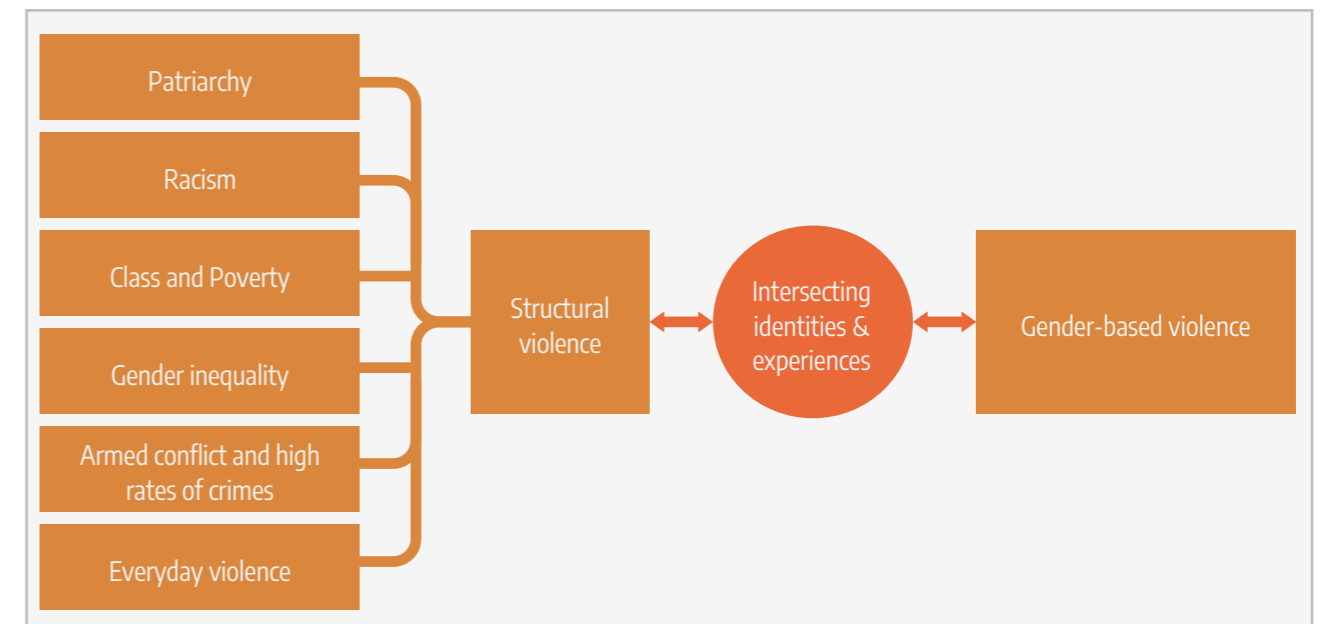 Patriarchy
Racism
Class and Poverty
Gender inequality
Armed conflict and high
rates of crimes
Everyday violence
Structural
violence
Intersecting
identities &
experiences
Gender-based violence